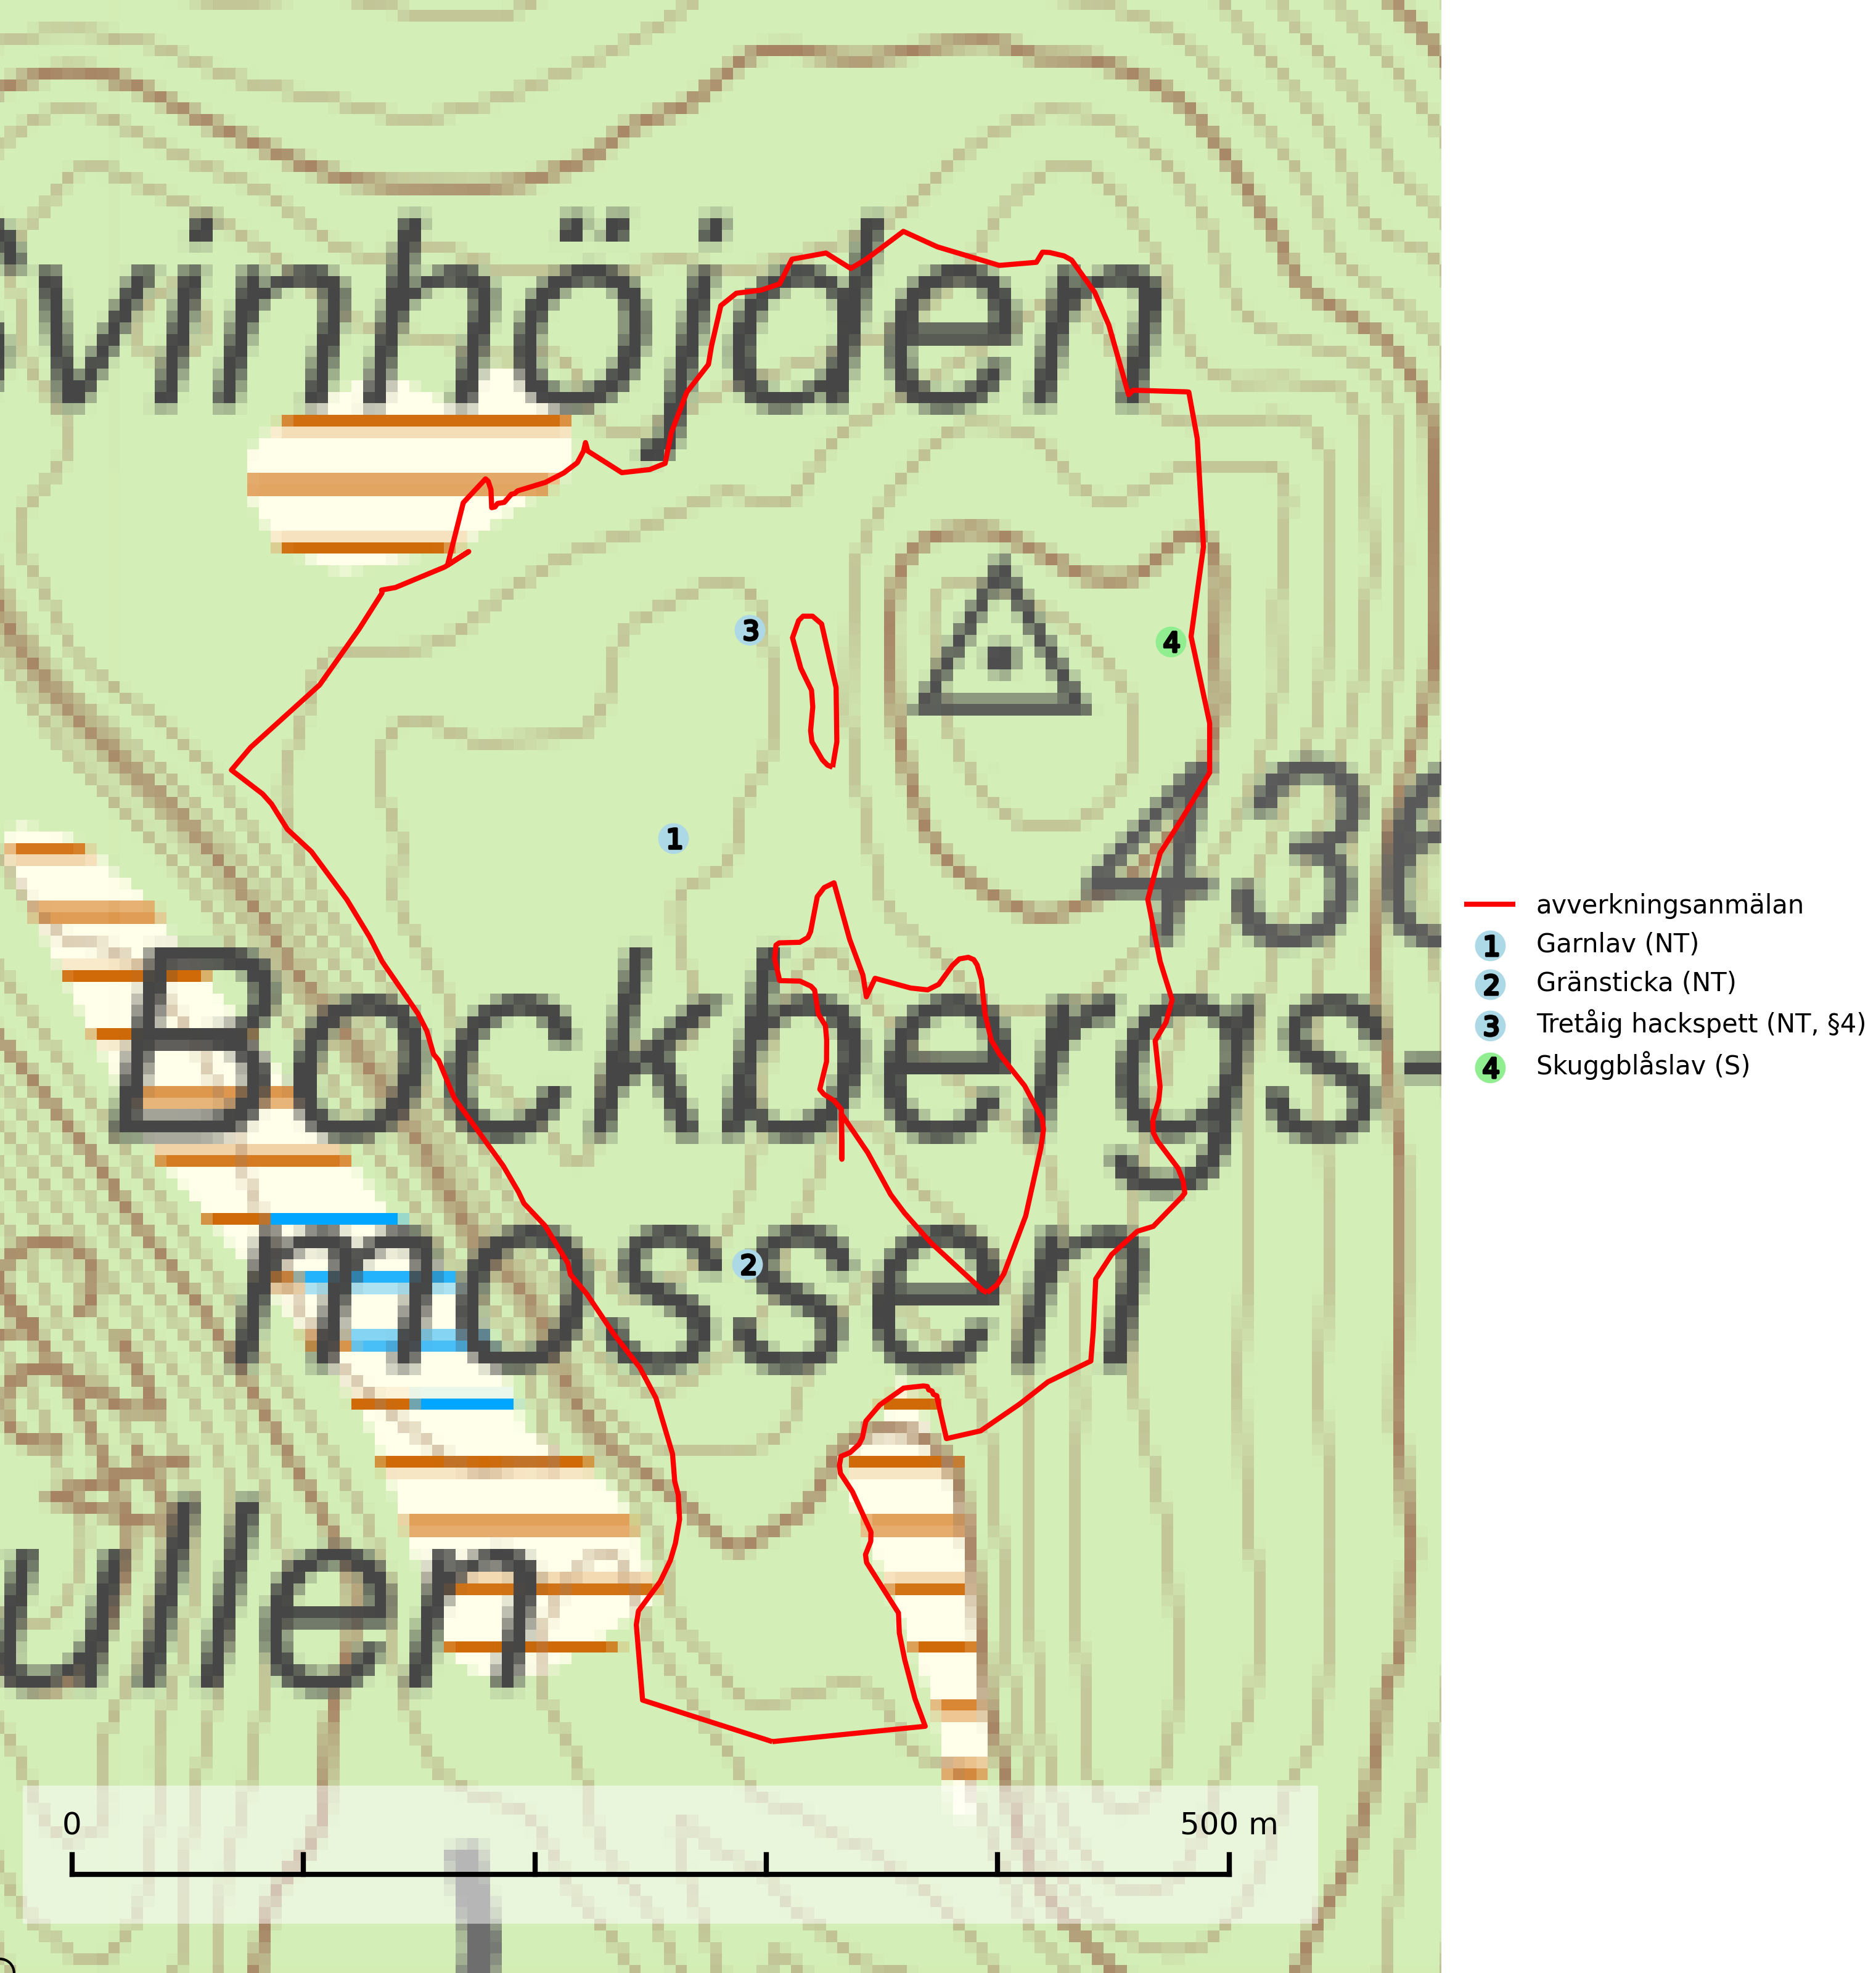 vinhöjden
3
4
436
1
Bockbergs-
mossen
2
ullen
0 500 m
avverkningsanmälan
1 Garnlav (NT)
2 Gränsticka (NT)
3 Tretåig hackspett (NT, §4)
4 Skuggblåslav (S)